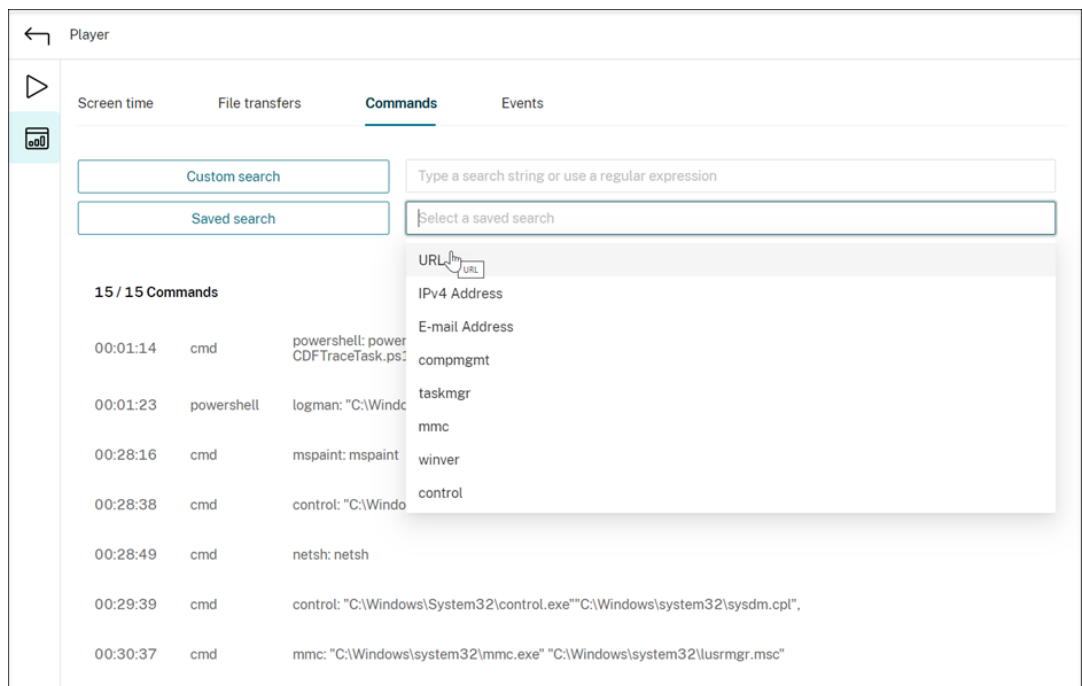 Player
Screen time File transfers Commands Events
Custom search Type a search string or use a regular expression
Saved search Select a saved search
URL
URL
15 / 15 Commands
IPv4 Address
E-mail Address
00:01:14 cmd powershell: power
CDFTraceTask.ps1
compmgmt
taskmgr
00:01:23 powershell logman: "C:\Windo
mmc
00:28:16 cmd mspaint: mspaint
winver
control
00:28:38 cmd control: "C:\Windo
00:28:49 cmd netsh: netsh
00:29:39 cmd control: "C:\Windows\System32\control.exe""C:\Windows\system32\sysdm.cpl",
00:30:37 cmd mmc: "C:\Windows\system32\mmc.exe" "C:\Windows\system32\lusrmgr.msc"